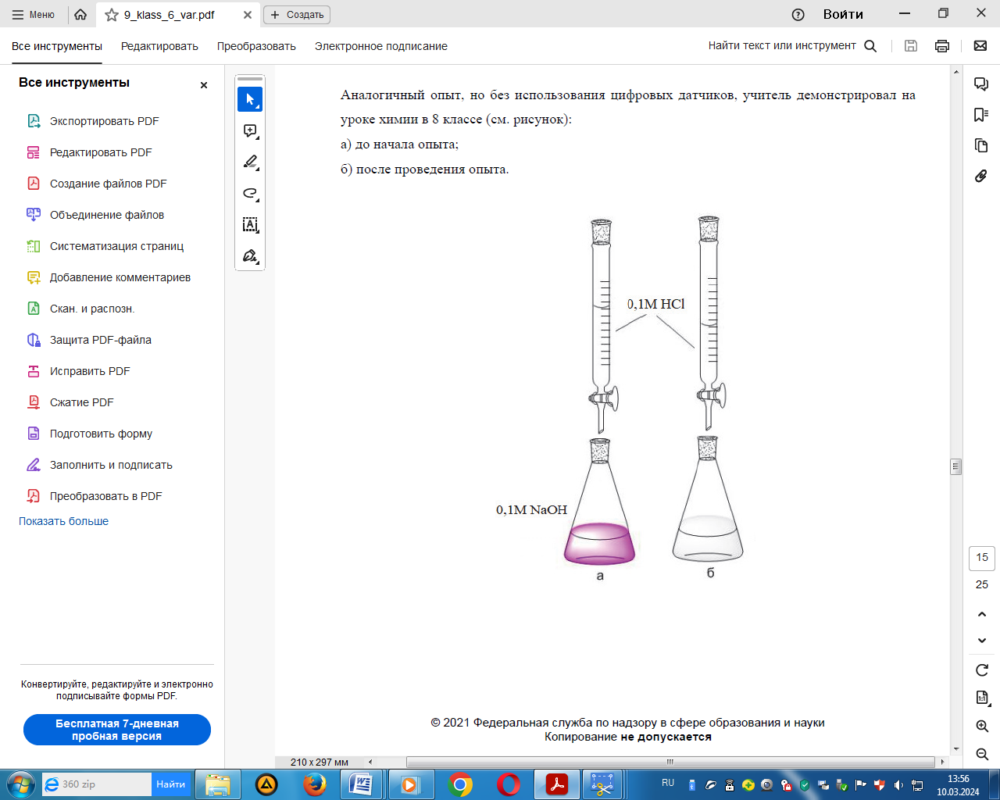 Меню
9_klass_6_var.pdf
Создать
Войти
Все инструменты
Редактировать
Преобразовать
Электронное подписание
Найти текст или инструмент
Все инструменты
Экспортировать PDF
Редактировать PDF
Создание файлов PDF
Объединение файлов
Систематизация страниц
Добавление комментариев
Скан. и распозн.
Защита PDF-файла
Исправить PDF
Сжатие PDF
Подготовить форму
Заполнить и подписать
Преобразовать в PDF
Показать больше
Конвертируйте, редактируйте и электронно
подписывайте формы PDF.
Бесплатная 7-дневная
пробная версия
Аналогичный опыт, но без использования цифровых датчиков, учитель демонстрировал на
уроке химии в 8 классе (см. рисунок):
а) до начала опыта;
б) после проведения опыта.
0,1М HCl
0,1М NaOH
а
б
© 2021 Федеральная служба по надзору в сфере образования и науки
Копирование не допускается
210 x 297 мм
15
25
1:1
360 zip
Найти
RU
13:56
10.03.2024